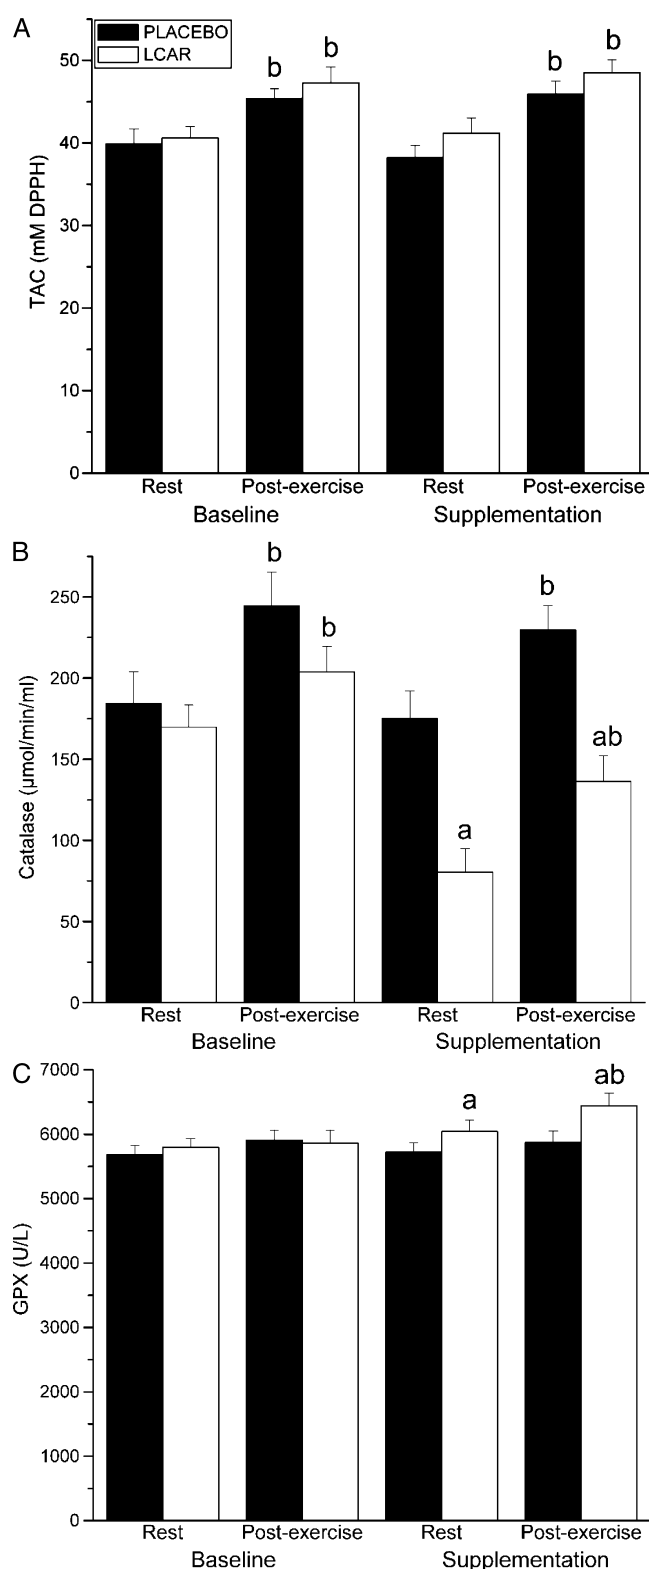 A
PLACEBO
LCAR
TAC (mM DPPH)
50
40
30
20
10
0
b
b
b
b
Rest
Post-exercise
Rest
Post-exercise
Baseline
Supplementation
B
Catalase (µmol/min/ml)
250
200
150
100
50
0
b
b
b
ab
a
Rest
Post-exercise
Rest
Post-exercise
Baseline
Supplementation
C
GPX (U/L)
7000
6000
5000
4000
3000
2000
1000
0
a
ab
Rest
Post-exercise
Rest
Post-exercise
Baseline
Supplementation